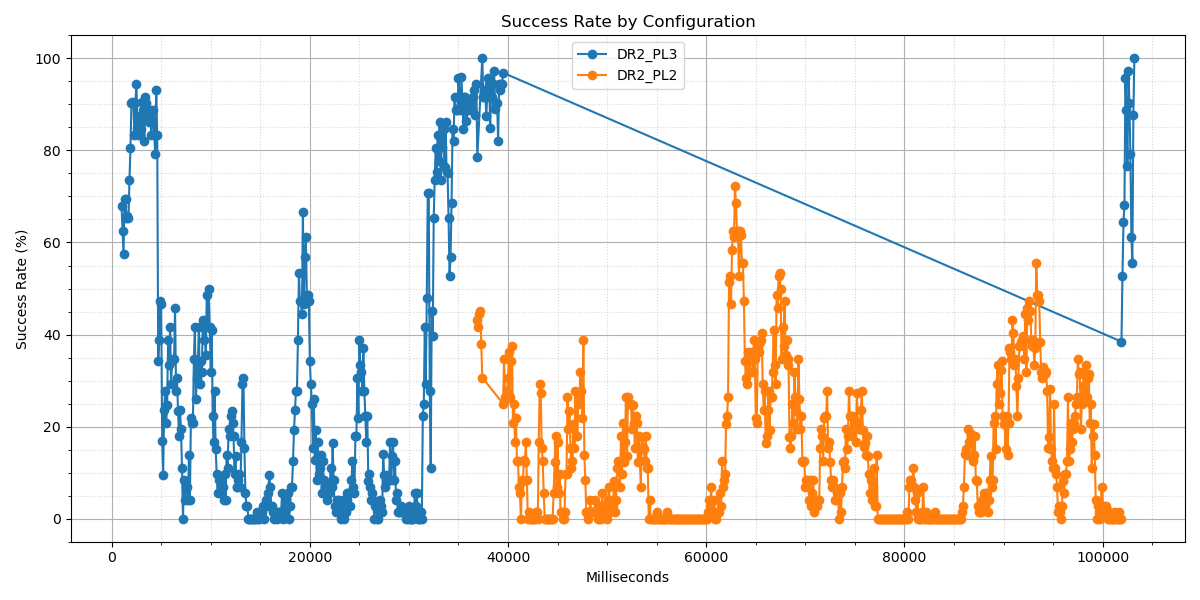 Success Rate by Configuration
DR2_PL3
DR2_PL2
Success Rate (%)
100
80
60
40
20
0
0 20000 40000 60000 80000 100000
Milliseconds